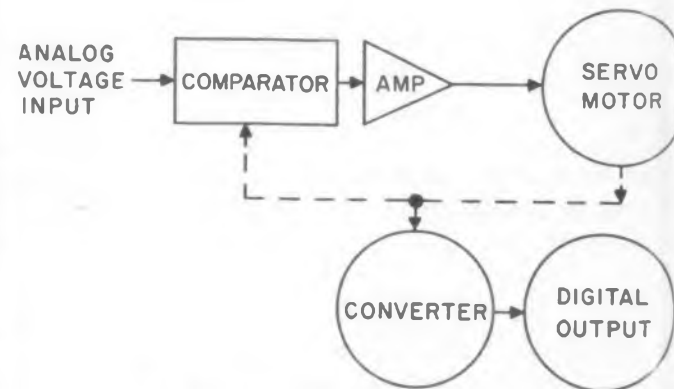 ANALOG
VOLTAGE
INPUT
COMPARATOR
AMP
SERVO
MOTOR
CONVERTER
DIGITAL
OUTPUT